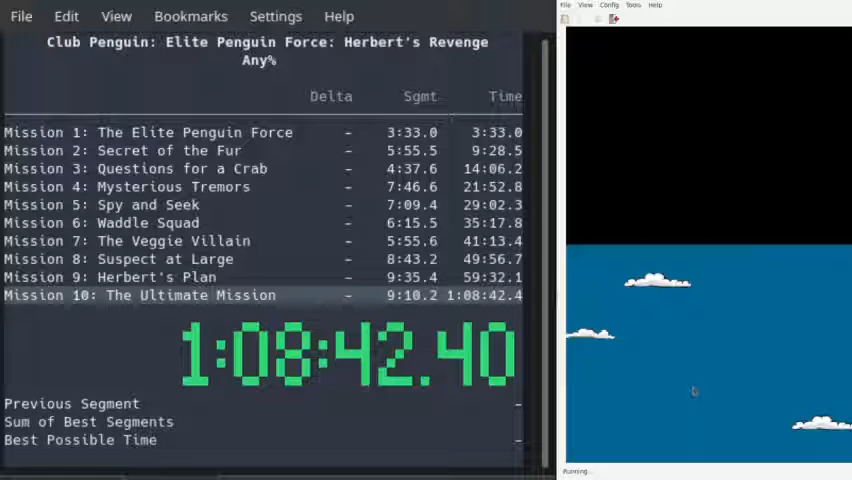 File Edit View Bookmarks Settings Help
Club Penguin: Elite Penguin Force: Herbert's Revenge
Any%
Delta Sgmt Time
Mission 1: The Elite Penguin Force - 3:33.0 3:33.0
Mission 2: Secret of the Fur - 5:55.5 9:28.5
Mission 3: Questions for a Crab - 4:37.6 14:06.2
Mission 4: Mysterious Tremors - 7:46.6 21:52.8
Mission 5: Spy and Seek - 7:09.4 29:02.3
Mission 6: Waddle Squad - 6:15.5 35:17.8
Mission 7: The Veggie Villain - 5:55.6 41:13.4
Mission 8: Suspect at Large - 8:43.2 49:56.7
Mission 9: Herbert's Plan - 9:35.4 59:32.1
Mission 10: The Ultimate Mission - 9:10.2 1:08:42.4
1:08:42.40
Previous Segment -
Sum of Best Segments
Best Possible Time -
File View Config Tools Help
Running...